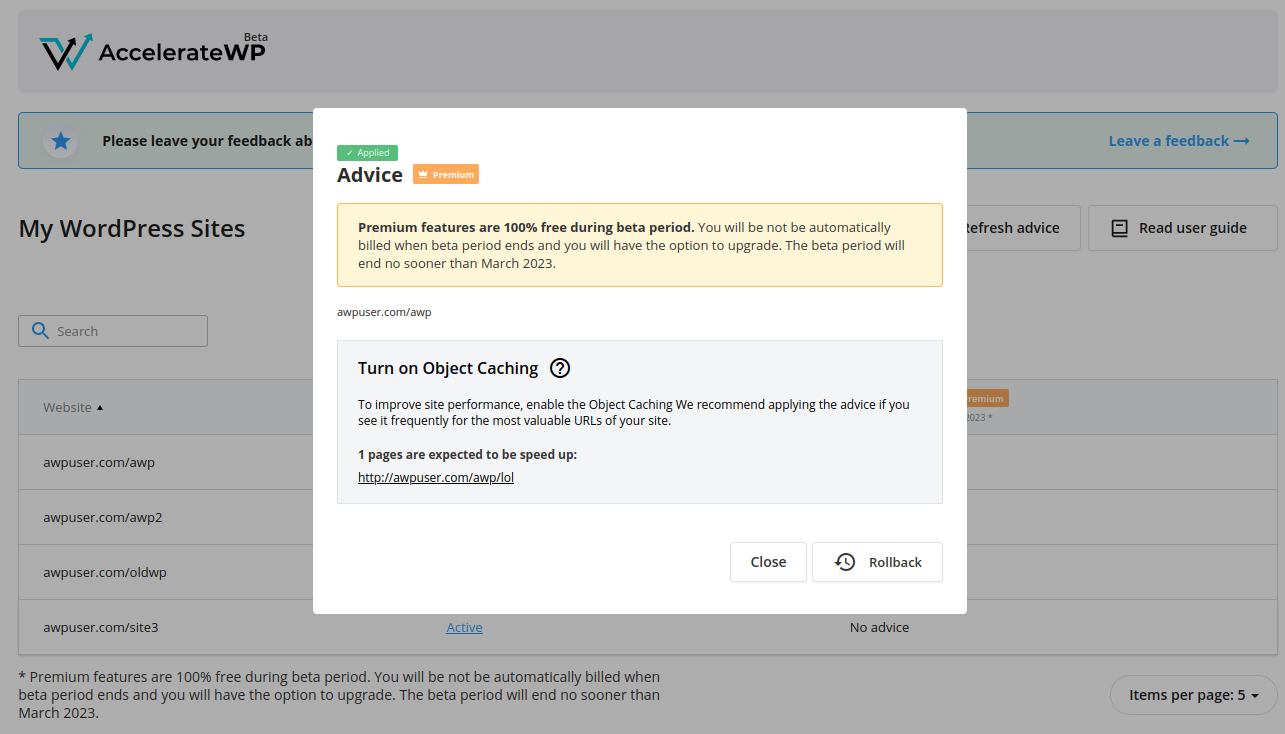 Beta
AccelerateWP
Please leave your feedback ab
Leave a feedback →
✓ Applied
Advice Premium
Premium features are 100% free during beta period. You will be not be automatically
billed when beta period ends and you will have the option to upgrade. The beta period will
end no sooner than March 2023.
My WordPress Sites
efresh advice
Read user guide
awpuser.com/awp
Search
Turn on Object Caching
To improve site performance, enable the Object Caching We recommend applying the advice if you
see it frequently for the most valuable URLs of your site.
1 pages are expected to be speed up:
http://awpuser.com/awp/lol
Close
Rollback
Website
remium
2023 *
awpuser.com/awp
awpuser.com/awp2
awpuser.com/oldwp
awpuser.com/site3 Active No advice
* Premium features are 100% free during beta period. You will be not be automatically billed when
beta period ends and you will have the option to upgrade. The beta period will end no sooner than
March 2023.
Items per page: 5